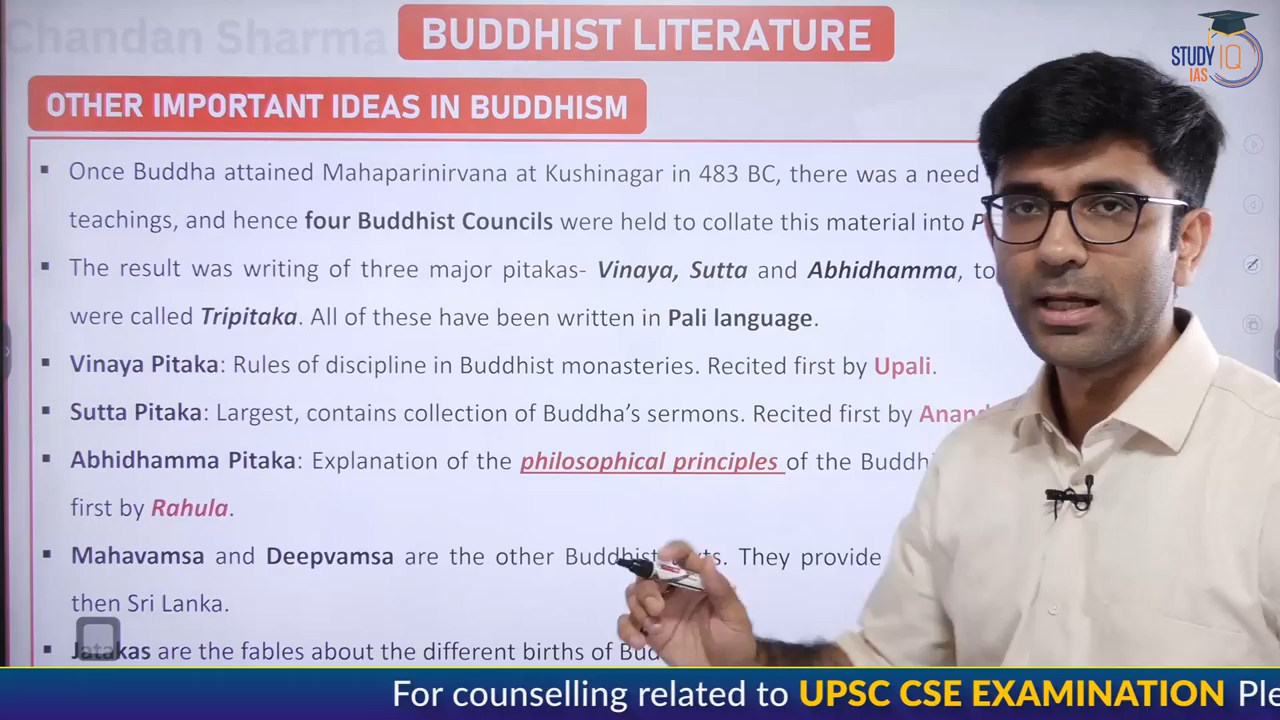 Chandan Sharma
BUDDHIST LITERATURE
STUDY IQ
IAS
OTHER IMPORTANT IDEAS IN BUDDHISM
▪ Once Buddha attained Mahaparinirvana at Kushinagar in 483 BC, there was a need
teachings, and hence four Buddhist Councils were held to collate this material into P
▪ The result was writing of three major pitakas- Vinaya, Sutta and Abhidhamma, to
were called Tripitaka. All of these have been written in Pali language.
▪ Vinaya Pitaka: Rules of discipline in Buddhist monasteries. Recited first by Upali.
▪ Sutta Pitaka: Largest, contains collection of Buddha's sermons. Recited first by Anand
▪ Abhidhamma Pitaka: Explanation of the philosophical principles of the Buddhi
first by Rahula.
▪ Mahavamsa and Deepvamsa are the other Buddhist texts. They provide
then Sri Lanka.
▪ Jatakas are the fables about the different births of Bud
For counselling related to UPSC CSE EXAMINATION Ple